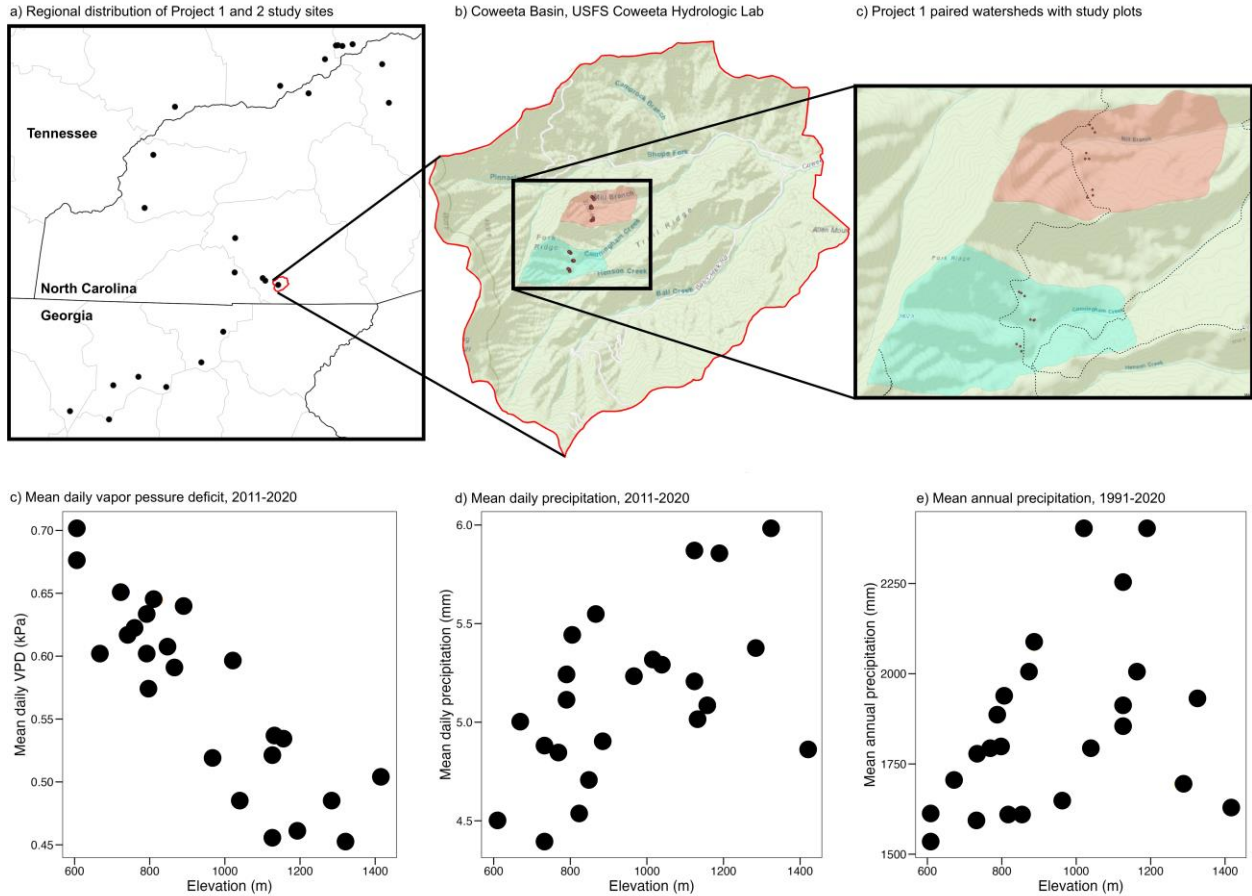 a) Regional distribution of Project 1 and 2 study sites
b) Coweeta Basin, USFS Coweeta Hydrologic Lab
c) Project 1 paired watersheds with study plots
Tennessee
North Carolina
Georgia
Shope Fork
Branch
Ridge
Cunningham Creek
Henson Creek
Ball Creek
Park Ridge
Henson Creek
c) Mean daily vapor pressure deficit, 2011-2020
Mean daily VPD (kPa)
0.70
0.65
0.60
0.55
0.50
0.45
600
800
1000
1200
1400
Elevation (m)
d) Mean daily precipitation, 2011-2020
Mean daily precipitation (mm)
6.0
5.5
5.0
4.5
600
800
1000
1200
1400
Elevation (m)
e) Mean annual precipitation, 1991-2020
Mean annual precipitation (mm)
2250
2000
1750
1500
600
800
1000
1200
1400
Elevation (m)